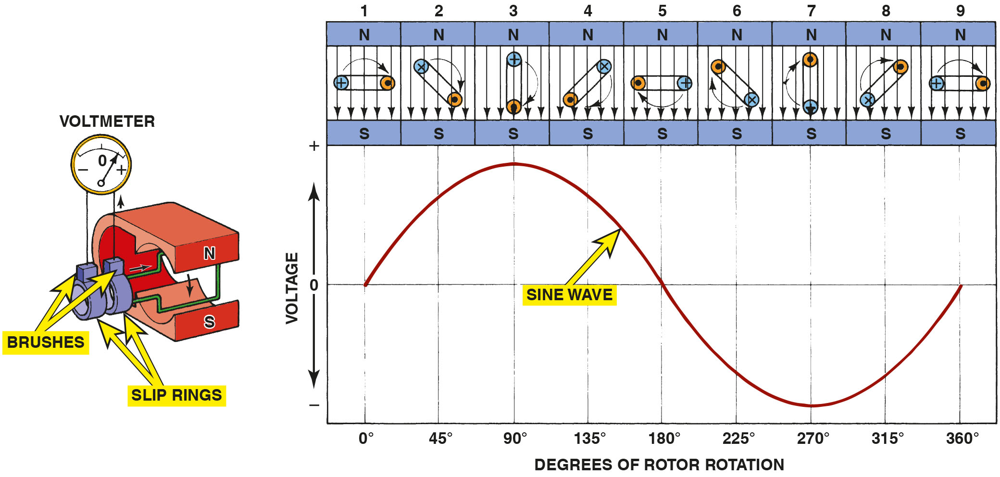 1 2 3 4 5 6 7 8 9
N N N N N N N N N
S S S S S S S S S
VOLTMETER
0
− +
N
S
BRUSHES
SLIP RINGS
+
VOLTAGE
0
−
SINE WAVE
0° 45° 90° 135° 180° 225° 270° 315° 360°
DEGREES OF ROTOR ROTATION